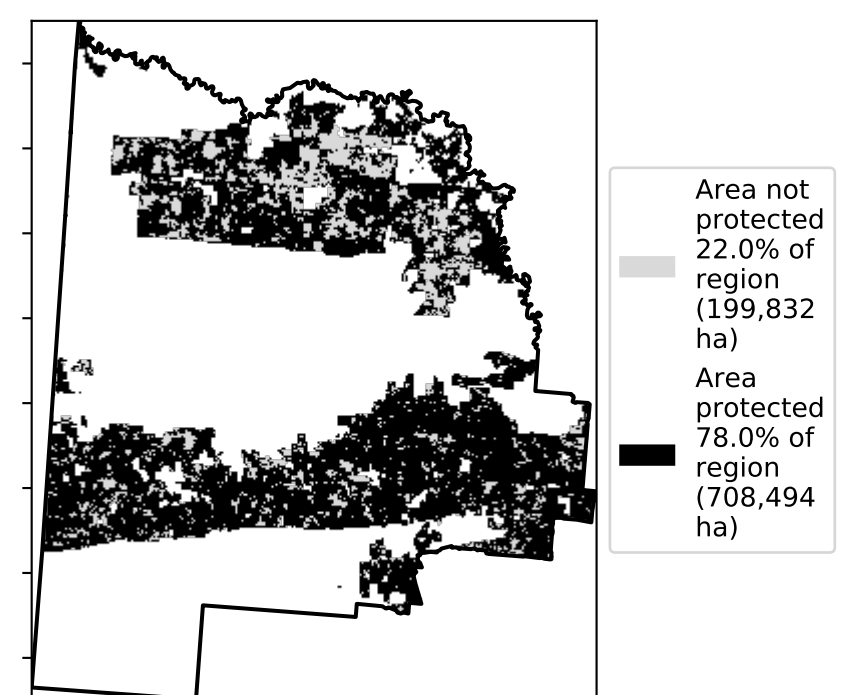 Area not
protected
22.0% of
region
(199,832
ha)
Area
protected
78.0% of
region
(708,494
ha)